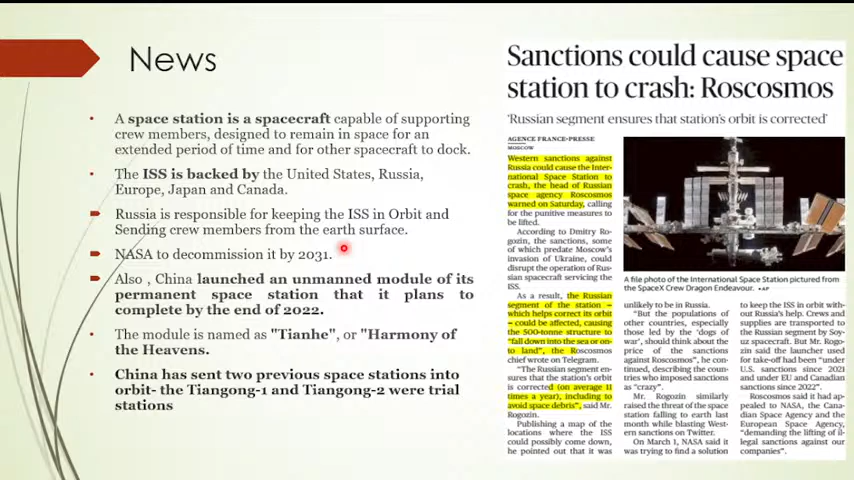 News
• A space station is a spacecraft capable of supporting
crew members, designed to remain in space for an
extended period of time and for other spacecraft to dock.
• The ISS is backed by the United States, Russia,
Europe, Japan and Canada.
Russia is responsible for keeping the ISS in Orbit and
Sending crew members from the earth surface.
NASA to decommission it by 2031.
Also , China launched an unmanned module of its
permanent space station that it plans to
complete by the end of 2022.
• The module is named as "Tianhe", or "Harmony of
the Heavens.
• China has sent two previous space stations into
orbit- the Tiangong-1 and Tiangong-2 were trial
stations
Sanctions could cause space
station to crash: Roscosmos
'Russian segment ensures that station's orbit is corrected'
AGENCE FRANCE-PRESSE
MOSCOW
Western sanctions against
Russia could cause the Inter-
national Space Station to
crash, the head of Russian
space agency Roscosmos
warned on Saturday, calling
for the punitive measures to
be lifted.
According to Dmitry Ro-
gozin, the sanctions, some
of which predate Moscow's
invasion of Ukraine, could
disrupt the operation of Rus-
sian spacecraft servicing the
ISS.
As a result, the Russian
segment of the station –
which helps correct its orbit
– could be affected, causing
the 500-tonne structure to
"fall down into the sea or on-
to land", the Roscosmos
chief wrote on Telegram.
"The Russian segment en-
sures that the station's orbit
is corrected (on average 11
times a year), including to
avoid space debris", said Mr.
Rogozin.
Publishing a map of the
locations where the ISS
could possibly come down,
he pointed out that it was
A file photo of the International Space Station pictured from
the SpaceX Crew Dragon Endeavour. • AP
unlikely to be in Russia.
"But the populations of
other countries, especially
those led by the 'dogs of
war', should think about the
price of the sanctions
against Roscosmos", he con-
tinued, describing the coun-
tries who imposed sanctions
as "crazy".
Mr. Rogozin similarly
raised the threat of the space
station falling to earth last
month while blasting West-
ern sanctions on Twitter.
On March 1, NASA said it
was trying to find a solution
to keep the ISS in orbit with-
out Russia's help. Crews and
supplies are transported to
the Russian segment by Soy-
uz spacecraft. But Mr. Rogo-
zin said the launcher used
for take-off had been "under
U.S. sanctions since 2021
and under EU and Canadian
sanctions since 2022".
Roscosmos said it had ap-
pealed to NASA, the Cana-
dian Space Agency and the
European Space Agency,
"demanding the lifting of il-
legal sanctions against our
companies".